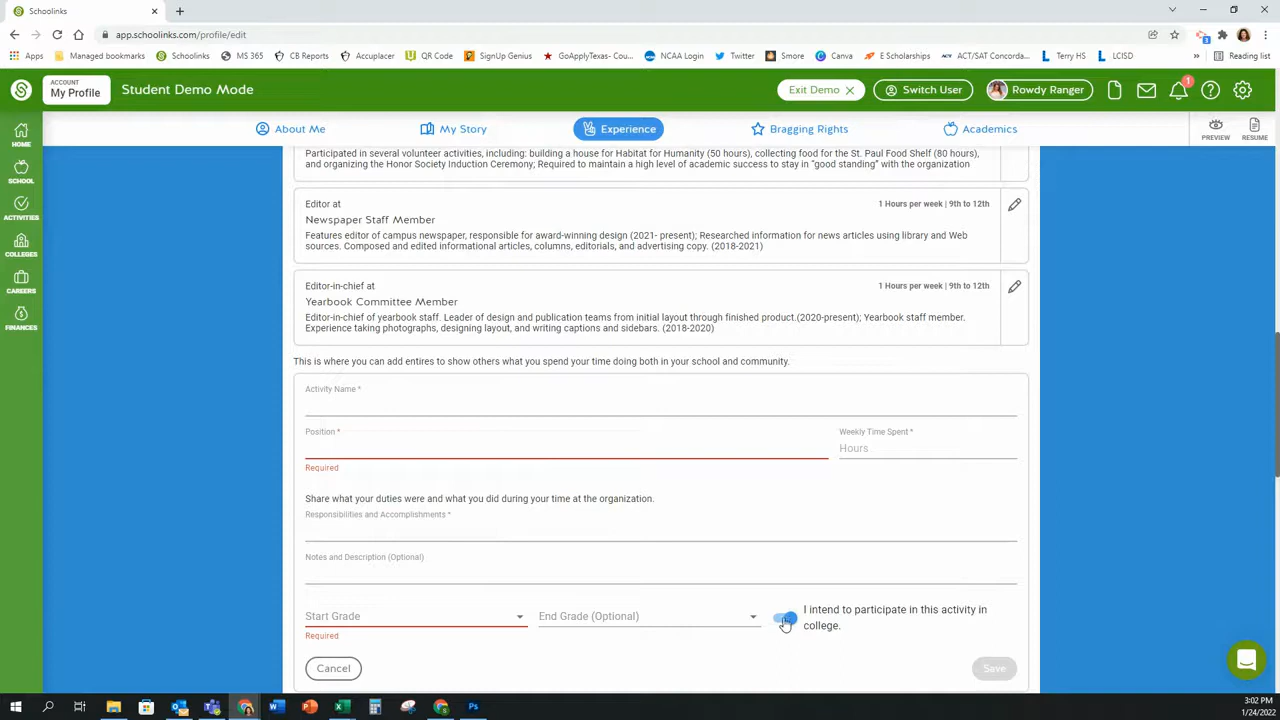 Schoolinks
app.schoolinks.com/profile/edit
Apps
Managed bookmarks
Schoolinks
MS 365
CB Reports
Accuplacer
QR Code
SignUp Genius
GoApplyTexas- Cou...
NCAA Login
Twitter
Smore
Canva
E Scholarships
ACT/SAT Concorda...
Terry HS
LCISD
»
Reading list
ACCOUNT
My Profile
Student Demo Mode
Exit Demo
Switch User
Rowdy Ranger
1
About Me
My Story
Experience
Bragging Rights
Academics
PREVIEW
RESUME
HOME
SCHOOL
ACTIVITIES
COLLEGES
CAREERS
FINANCES
Participated in several volunteer activities, including: building a house for Habitat for Humanity (50 hours), collecting food for the St. Paul Food Shelf (80 hours),
and organizing the Honor Society Induction Ceremony; Required to maintain a high level of academic success to stay in "good standing" with the organization
Editor at
1 Hours per week | 9th to 12th
Newspaper Staff Member
Features editor of campus newspaper, responsible for award-winning design (2021- present); Researched information for news articles using library and Web
sources. Composed and edited informational articles, columns, editorials, and advertising copy. (2018-2021)
Editor-in-chief at
1 Hours per week | 9th to 12th
Yearbook Committee Member
Editor-in-chief of yearbook staff. Leader of design and publication teams from initial layout through finished product.(2020-present); Yearbook staff member.
Experience taking photographs, designing layout, and writing captions and sidebars. (2018-2020)
This is where you can add entires to show others what you spend your time doing both in your school and community.
Activity Name *
Position *
Weekly Time Spent *
Hours
Required
Share what your duties were and what you did during your time at the organization.
Responsibilities and Accomplishments *
Notes and Description (Optional)
Start Grade
End Grade (Optional)
I intend to participate in this activity in
college.
Required
Cancel
Save
3:02 PM
1/24/2022